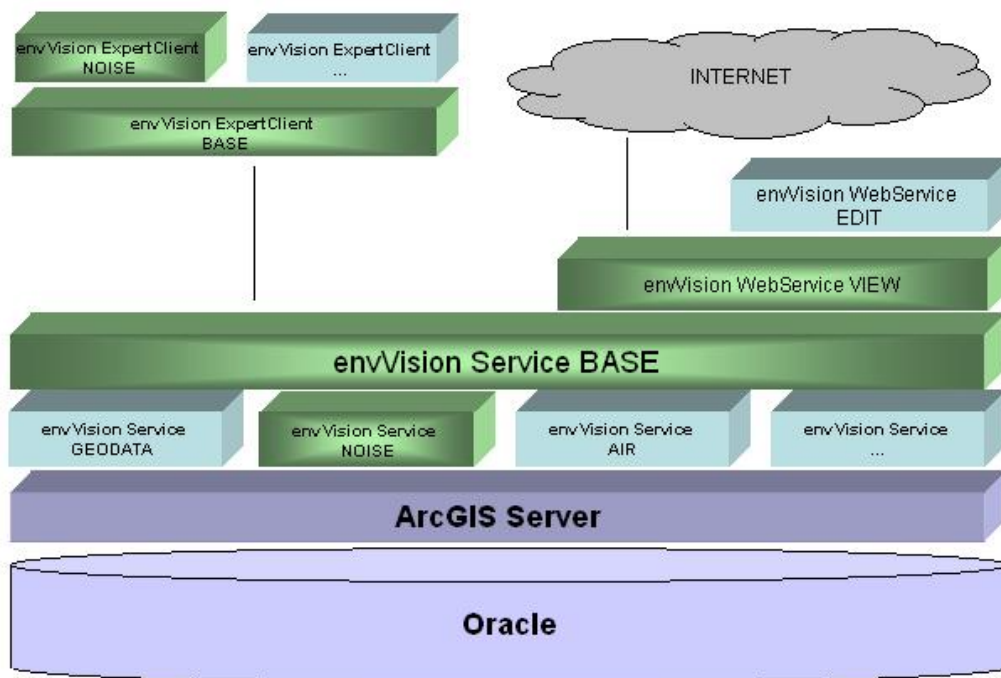 envVision ExpertClient
NOISE
envVision ExpertClient
...
INTERNET
envVision ExpertClient
BASE
envVision WebService
EDIT
envVision WebService VIEW
envVision Service BASE
envVision Service
GEODATA
envVision Service
NOISE
envVision Service
AIR
envVision Service
...
ArcGIS Server
Oracle